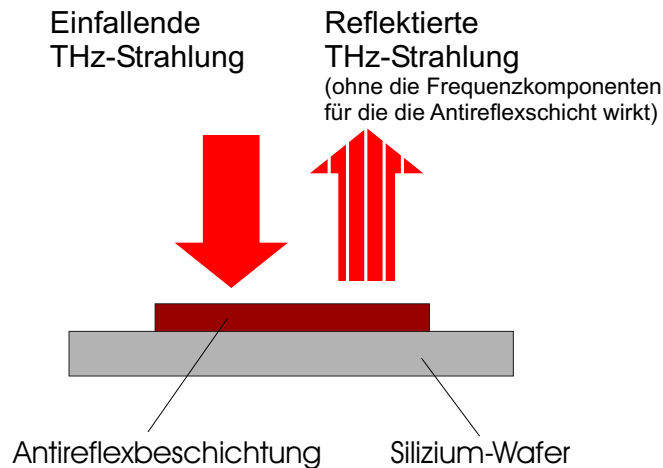 Einfallende
THz-Strahlung
Reflektierte
THz-Strahlung
(ohne die Frequenzkomponenten
für die die Antireflexschicht wirkt)
Antireflexbeschichtung
Silizium-Wafer